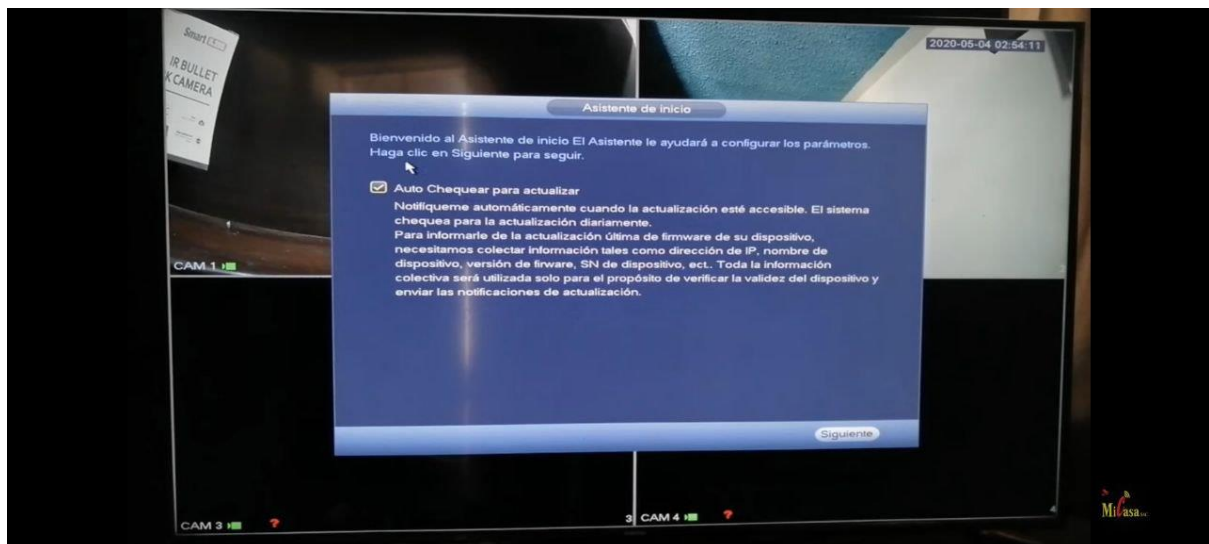 Smart
IR BULLET
K CAMERA
2020-05-04 02:54:11
Asistente de inicio
Bienvenido al Asistente de inicio El Asistente le ayudará a configurar los parámetros.
Haga clic en Siguiente para seguir.
Auto Chequear para actualizar
Notifíqueme automáticamente cuando la actualización esté accesible. El sistema
chequea para la actualización diariamente.
Para informarle de la actualización última de firmware de su dispositivo,
necesitamos colectar información tales como dirección de IP, nombre de
dispositivo, versión de firware, SN de dispositivo, ect.. Toda la información
colectiva será utilizada solo para el propósito de verificar la validez del dispositivo y
enviar las notificaciones de actualización.
Siguiente
CAM 1
CAM 3 ? 3
CAM 4 ? 4
MiCasa